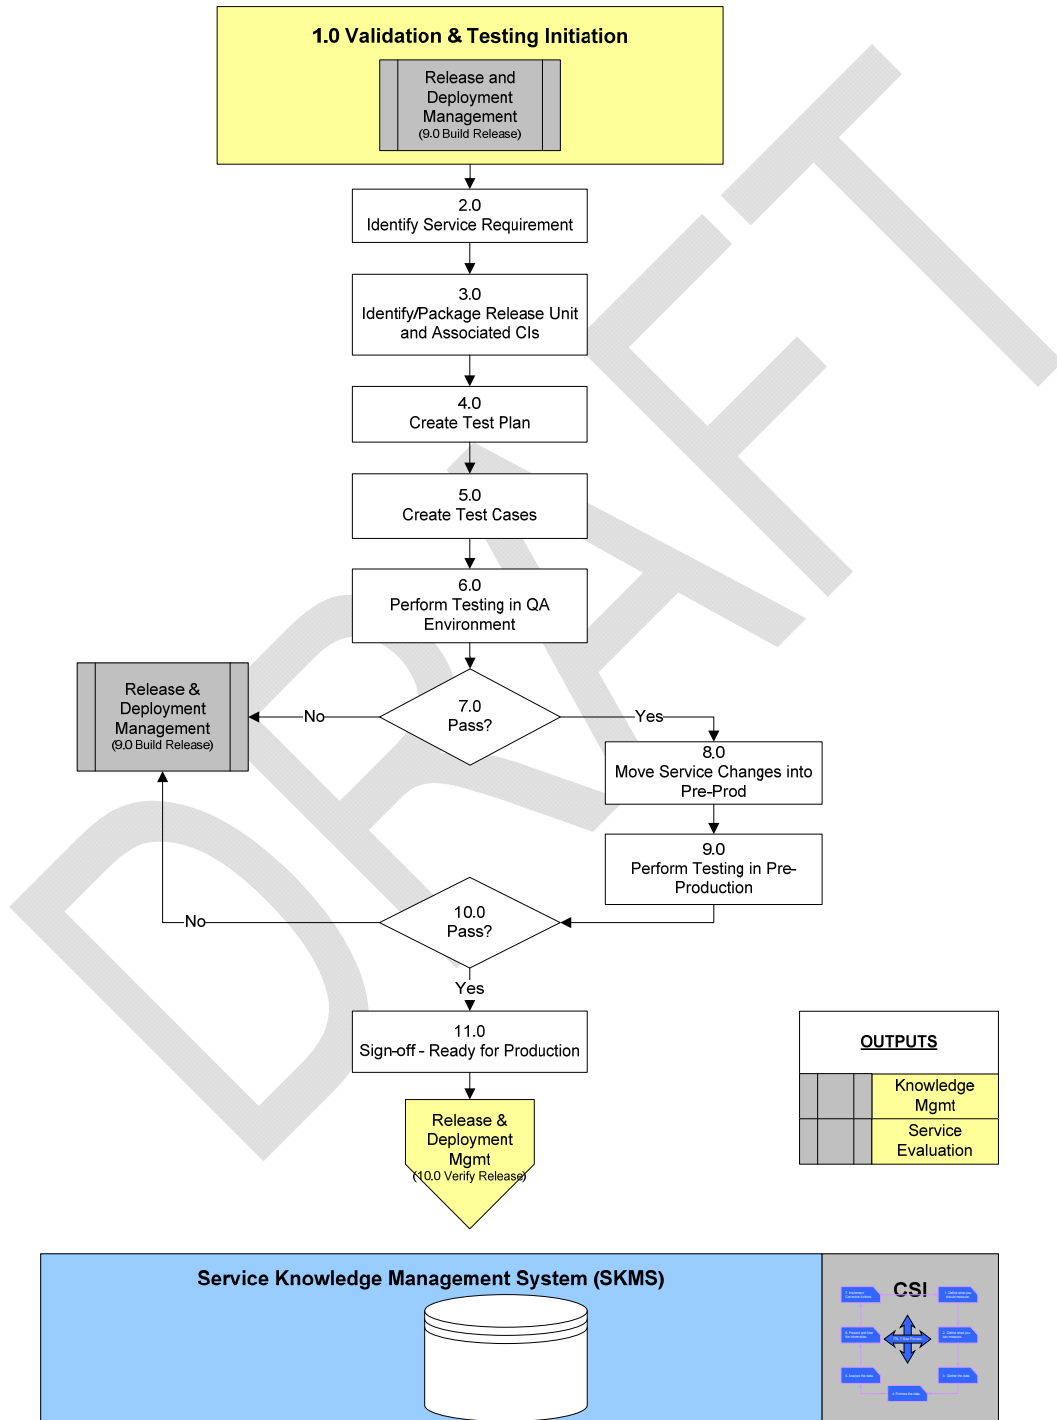 1.0 Validation & Testing Initiation
Release and
Deployment
Management
(9.0 Build Release)
2.0
Identify Service Requirement
3.0
Identify/Package Release Unit
and Associated CIs
4.0
Create Test Plan
5.0
Create Test Cases
6.0
Perform Testing in QA
Environment
Release &
Deployment
Management
(9.0 Build Release)
No
7.0
Pass?
Yes
8.0
Move Service Changes into
Pre-Prod
9.0
Perform Testing in Pre-
Production
No
10.0
Pass?
Yes
11.0
Sign-off - Ready for Production
Release &
Deployment
Mgmt
(10.0 Verify Release)
OUTPUTS
Knowledge
Mgmt
Service
Evaluation
DRAFT
Service Knowledge Management System (SKMS)
CSI